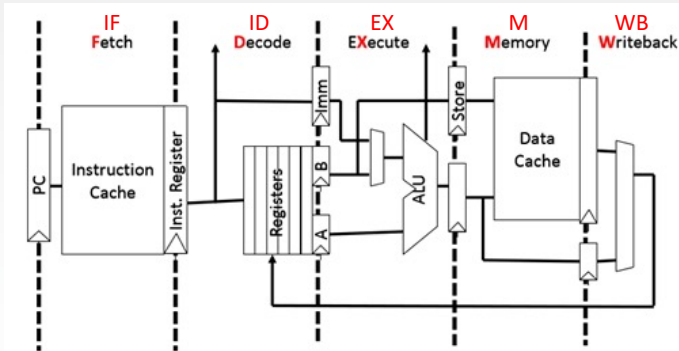 IF ID EX M WB
Fetch Decode EXecute Memory Writeback
PC
Instruction
Cache
Inst. Register
Registers
Imm
B
A
ALU
Store
Data
Cache